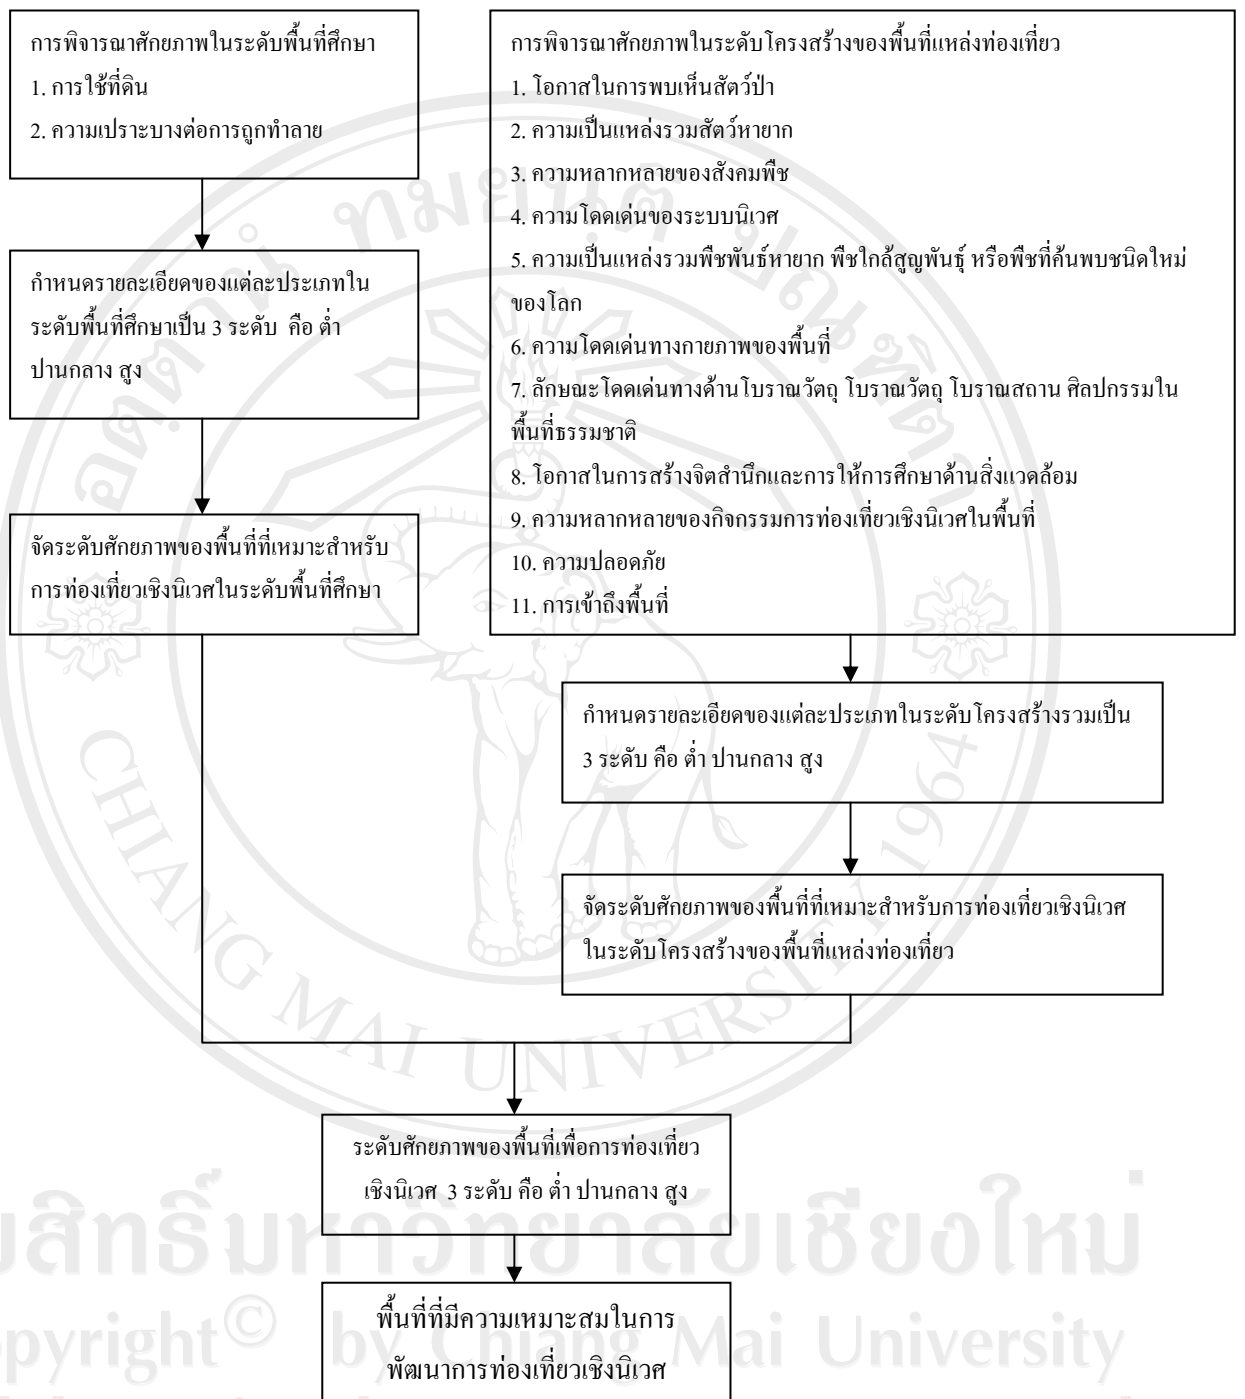 การพิจารณาศักยภาพในระดับพื้นที่ศึกษา
1. การใช้ที่ดิน
2. ความเปราะบางต่อการถูกทำลาย
กำหนดรายละเอียดของแต่ละประเภทใน
ระดับพื้นที่ศึกษาเป็น 3 ระดับ คือ ต่ำ
ปานกลาง สูง
จัดระดับศักยภาพของพื้นที่ที่เหมาะสำหรับ
การท่องเที่ยวเชิงนิเวศในระดับพื้นที่ศึกษา
การพิจารณาศักยภาพในระดับโครงสร้างของพื้นที่แหล่งท่องเที่ยว
1. โอกาสในการพบเห็นสัตว์ป่า
2. ความเป็นแหล่งรวมสัตว์หายาก
3. ความหลากหลายของสังคมพืช
4. ความโดดเด่นของระบบนิเวศ
5. ความเป็นแหล่งรวมพืชพันธ์หายาก พืชใกล้สูญพันธุ์ หรือพืชที่ค้นพบชนิดใหม่
ของโลก
6. ความโดดเด่นทางกายภาพของพื้นที่
7. ลักษณะโดดเด่นทางด้านโบราณวัตถุ โบราณวัตถุ โบราณสถาน ศิลปกรรมใน
พื้นที่ธรรมชาติ
8. โอกาสในการสร้างจิตสำนึกและการให้การศึกษาด้านสิ่งแวดล้อม
9. ความหลากหลายของกิจกรรมการท่องเที่ยวเชิงนิเวศในพื้นที่
10. ความปลอดภัย
11. การเข้าถึงพื้นที่
กำหนดรายละเอียดของแต่ละประเภทในระดับโครงสร้างรวมเป็น
3 ระดับ คือ ต่ำ ปานกลาง สูง
จัดระดับศักยภาพของพื้นที่ที่เหมาะสำหรับการท่องเที่ยวเชิงนิเวศ
ในระดับโครงสร้างของพื้นที่แหล่งท่องเที่ยว
ระดับศักยภาพของพื้นที่เพื่อการท่องเที่ยว
เชิงนิเวศ 3 ระดับ คือ ต่ำ ปานกลาง สูง
พื้นที่ที่มีความเหมาะสมในการ
พัฒนาการท่องเที่ยวเชิงนิเวศ
CHIANG MAI UNIVERSITY 1964
มหาวิทยาลัยเชียงใหม่
© by Chiang Mai University